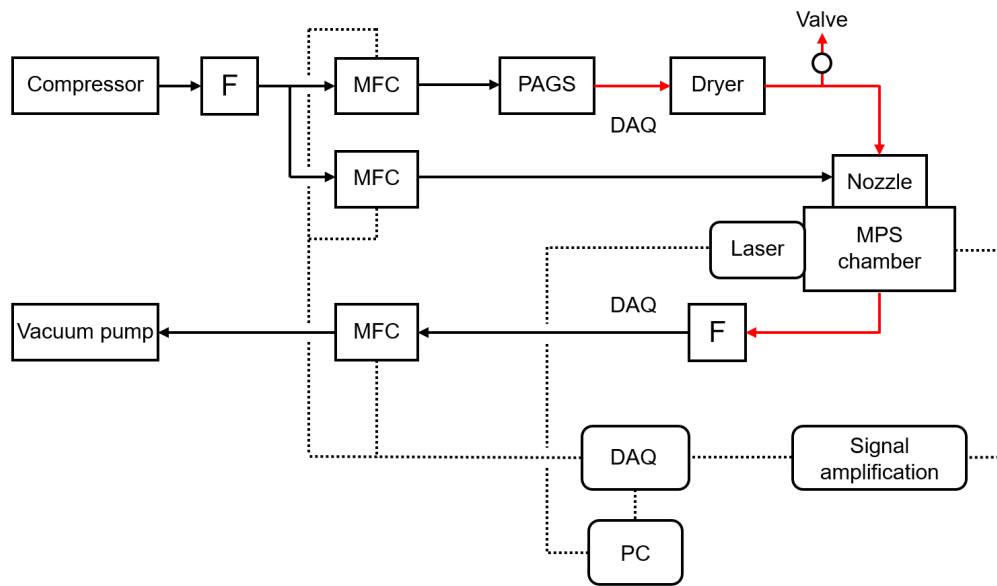 Valve
Compressor
F
MFC
PAGS
Dryer
DAQ
MFC
Nozzle
Laser
MPS
chamber
DAQ
Vacuum pump
MFC
F
DAQ
Signal
amplification
PC